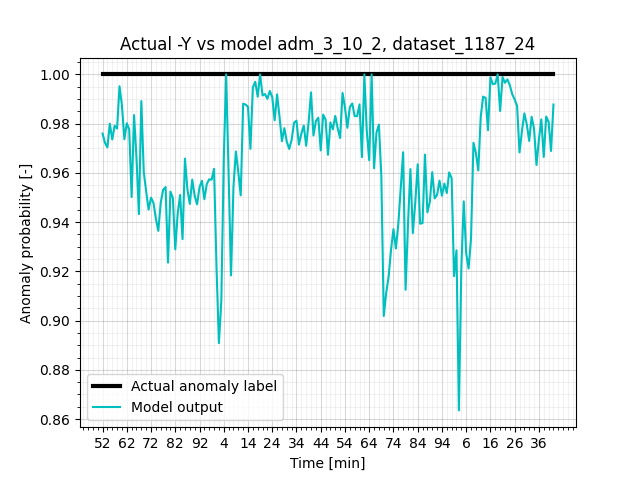 Actual -Y vs model adm_3_10_2, dataset_1187_24
1.00
0.98
0.96
0.94
0.92
0.90
0.88
0.86
Anomaly probability [-]
Actual anomaly label
Model output
52 62 72 82 92 4 14 24 34 44 54 64 74 84 94 6 16 26 36
Time [min]